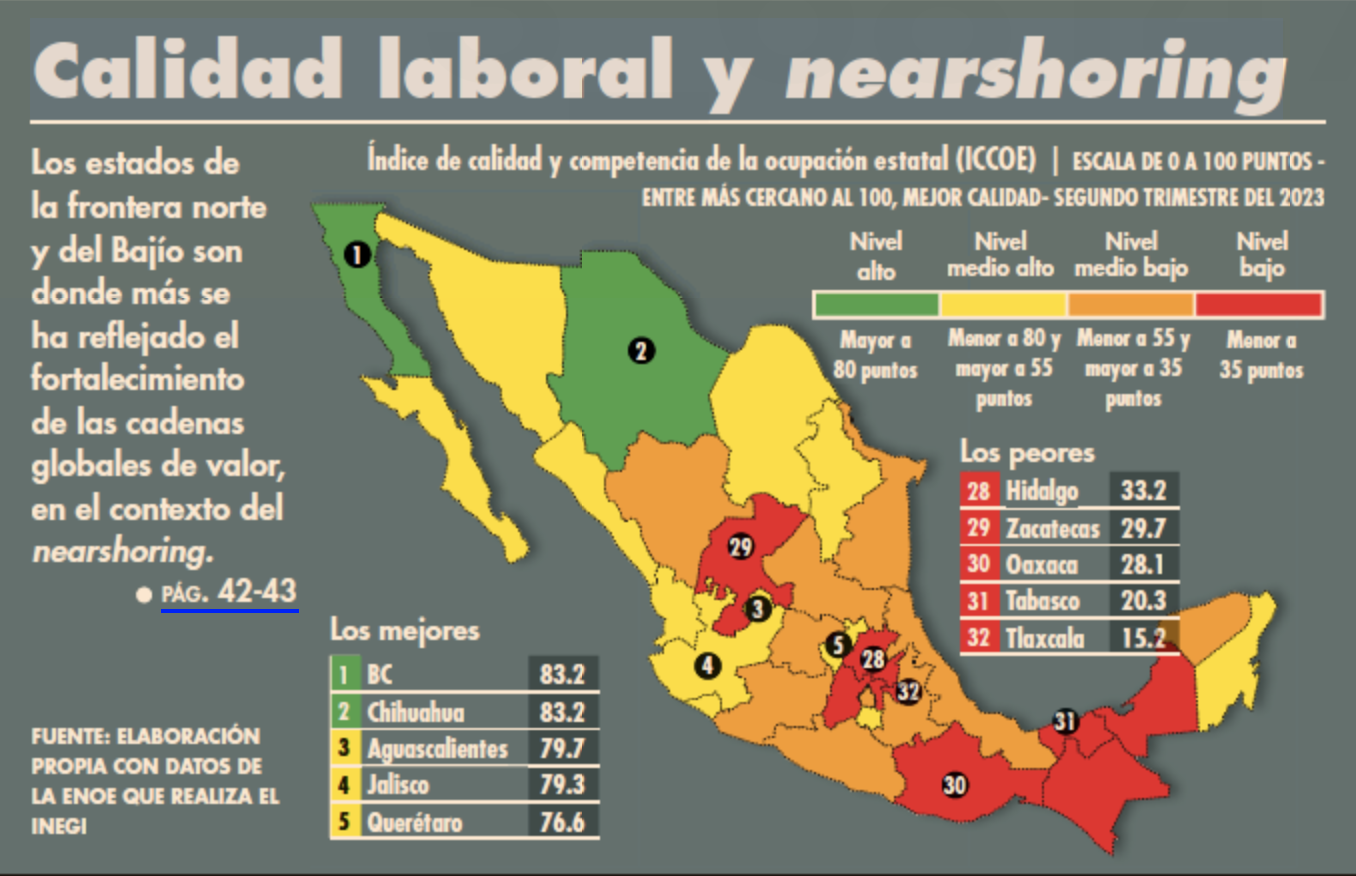 Calidad laboral y nearshoring
Los estados de
la frontera norte
y del Bajío son
donde más se
ha reflejado el
fortalecimiento
de las cadenas
globales de valor,
en el contexto del
nearshoring.
● PÁG. 42-43
Índice de calidad y competencia de la ocupación estatal (ICCOE) | ESCALA DE 0 A 100 PUNTOS -
ENTRE MÁS CERCANO AL 100, MEJOR CALIDAD- SEGUNDO TRIMESTRE DEL 2023
Nivel alto
Nivel medio alto
Nivel medio bajo
Nivel bajo
Mayor a
80 puntos
Menor a 80 y
mayor a 55
puntos
Menor a 55 y
mayor a 35
puntos
Menor a
35 puntos
1
2
29
3
5
4
28
32
31
30
Los peores
28 Hidalgo 33.2
29 Zacatecas 29.7
30 Oaxaca 28.1
31 Tabasco 20.3
32 Tlaxcala 15.2
Los mejores
1 BC 83.2
2 Chihuahua 83.2
3 Aguascalientes 79.7
4 Jalisco 79.3
5 Querétaro 76.6
FUENTE: ELABORACIÓN
PROPIA CON DATOS DE
LA ENOE QUE REALIZA EL
INEGI